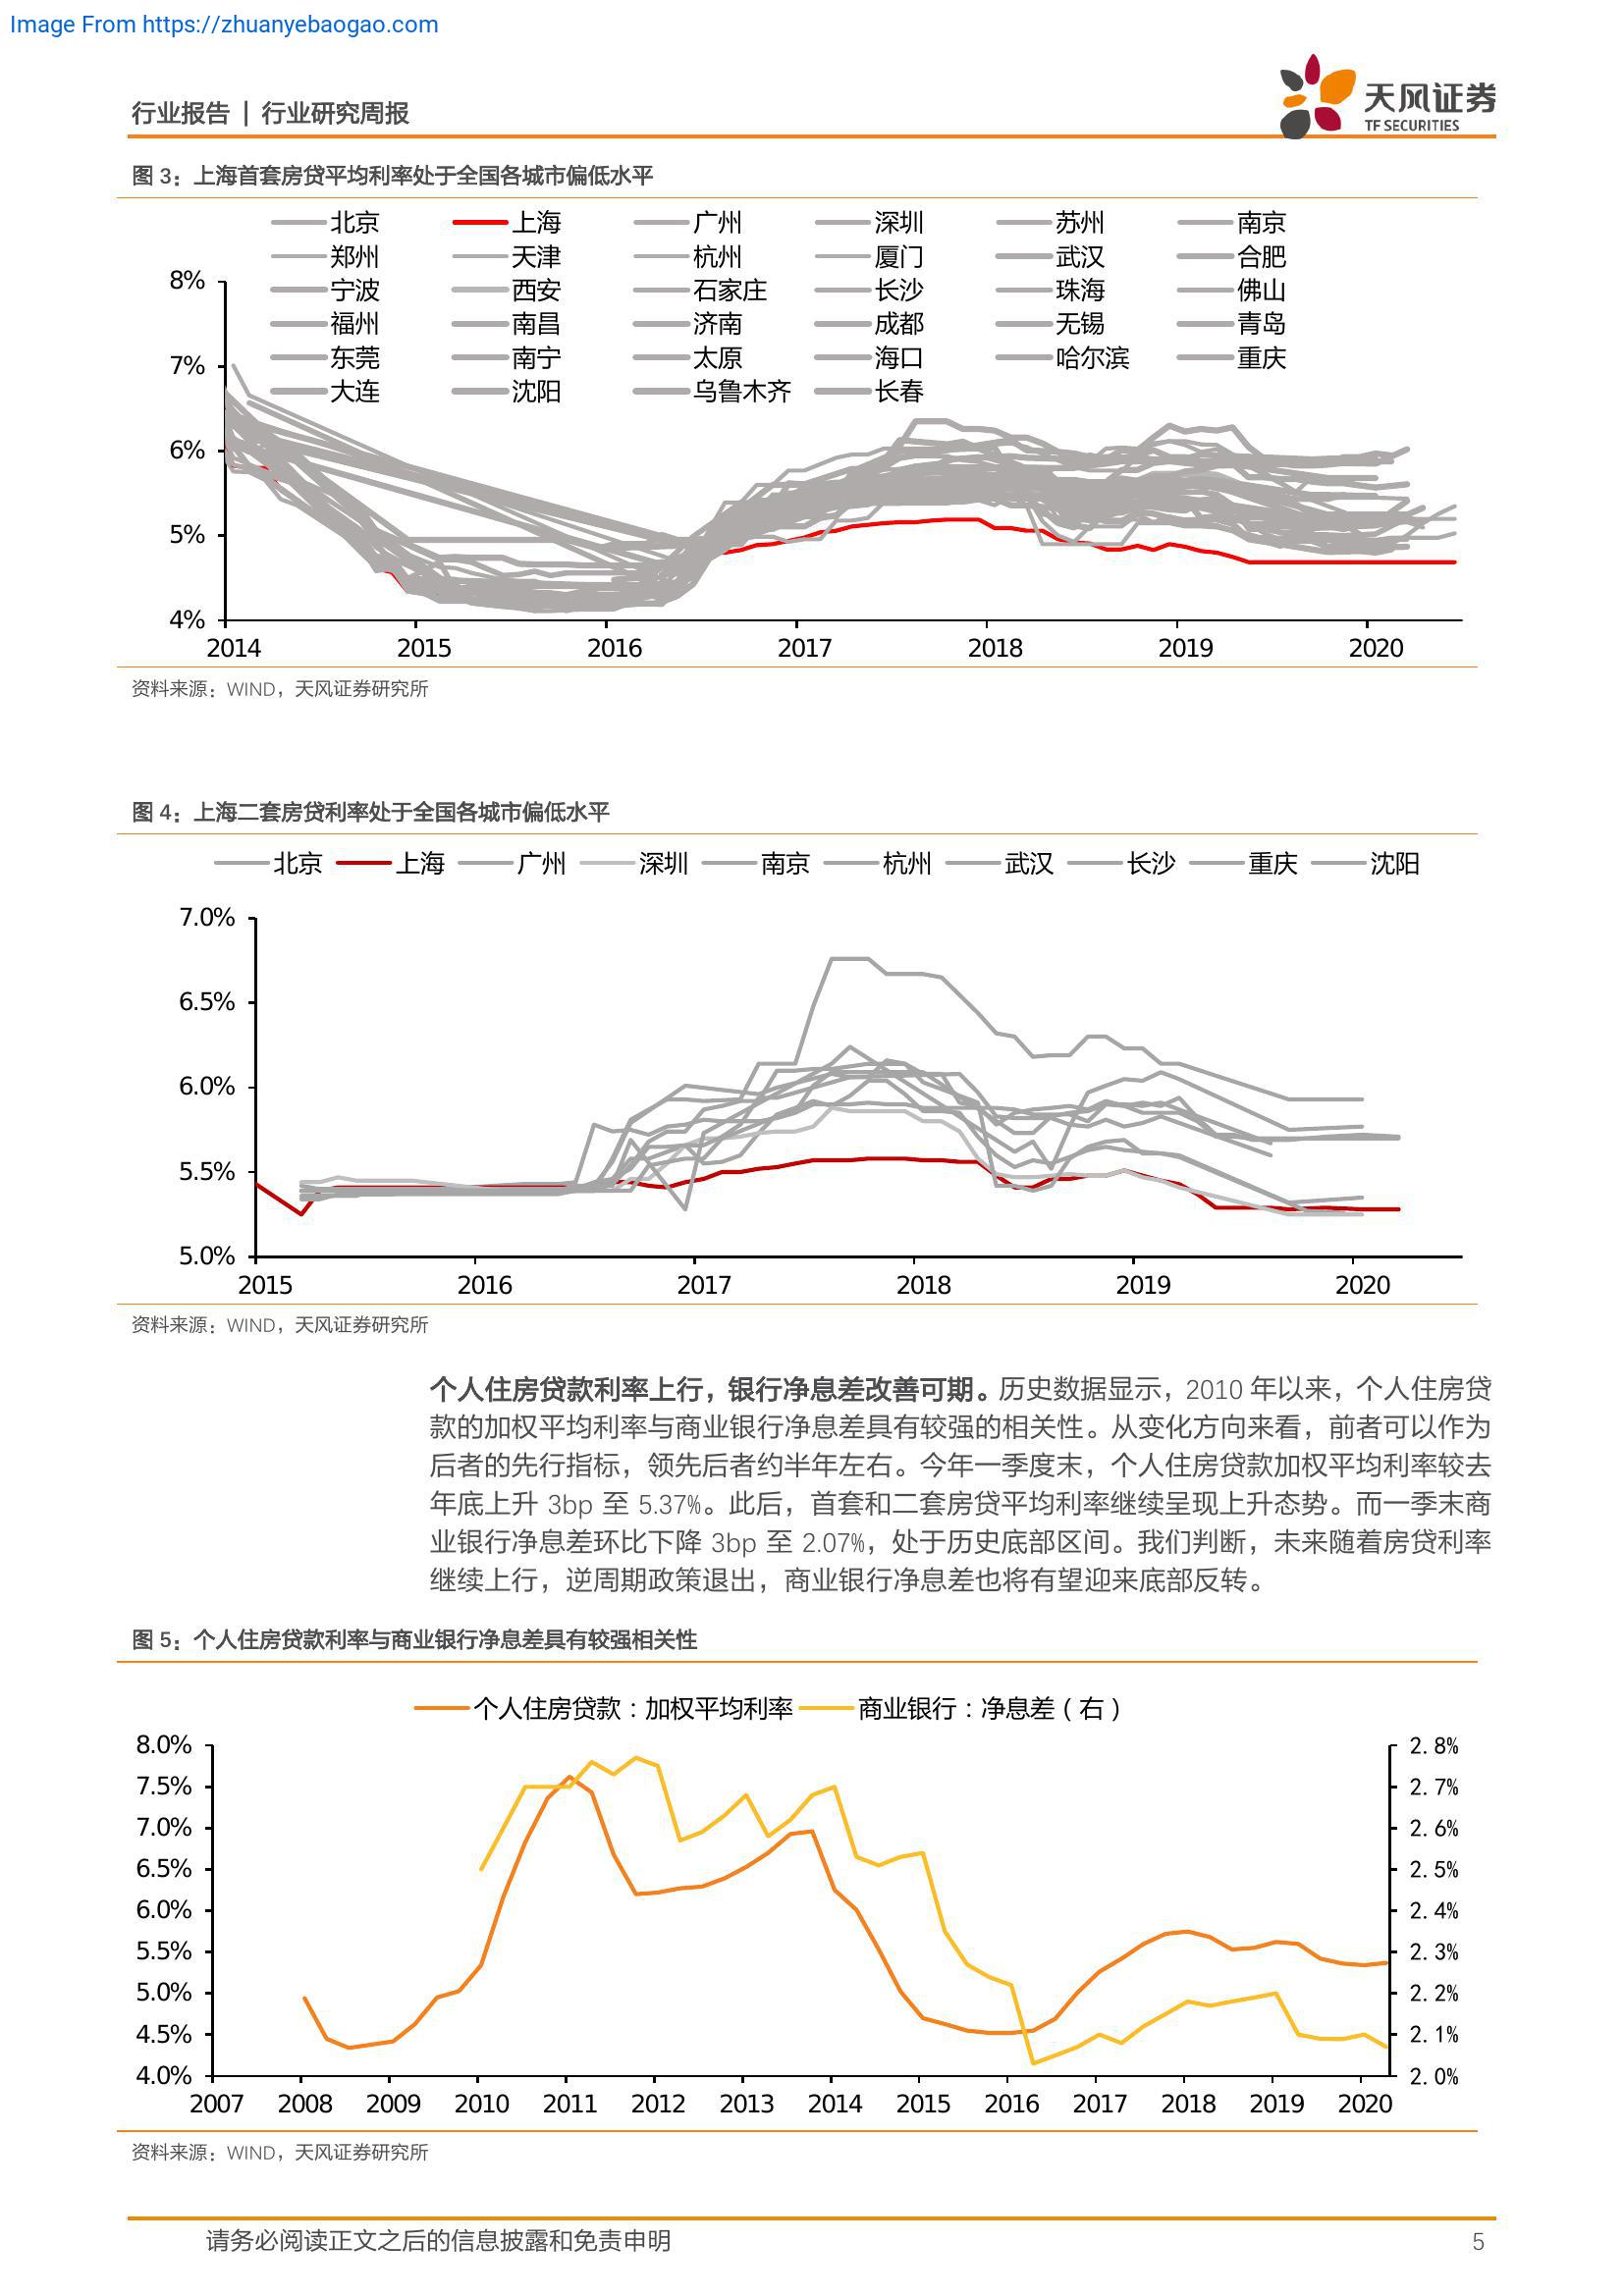 Image From https://zhuanyebaogao.com
行业报告 | 行业研究周报
天风证券
TF SECURITIES
图 3：上海首套房贷平均利率处于全国各城市偏低水平
北京 上海 广州 深圳 苏州 南京
郑州 天津 杭州 厦门 武汉 合肥
宁波 西安 石家庄 长沙 珠海 佛山
福州 南昌 济南 成都 无锡 青岛
东莞 南宁 太原 海口 哈尔滨 重庆
大连 沈阳 乌鲁木齐 长春
8%
7%
6%
5%
4%
2014 2015 2016 2017 2018 2019 2020
资料来源：WIND，天风证券研究所
图 4：上海二套房贷利率处于全国各城市偏低水平
北京 上海 广州 深圳 南京 杭州 武汉 长沙 重庆 沈阳
7.0%
6.5%
6.0%
5.5%
5.0%
2015 2016 2017 2018 2019 2020
资料来源：WIND，天风证券研究所
个人住房贷款利率上行，银行净息差改善可期。历史数据显示，2010 年以来，个人住房贷
款的加权平均利率与商业银行净息差具有较强的相关性。从变化方向来看，前者可以作为
后者的先行指标，领先后者约半年左右。今年一季度末，个人住房贷款加权平均利率较去
年底上升 3bp 至 5.37%。此后，首套和二套房贷平均利率继续呈现上升态势。而一季末商
业银行净息差环比下降 3bp 至 2.07%，处于历史底部区间。我们判断，未来随着房贷利率
继续上行，逆周期政策退出，商业银行净息差也将有望迎来底部反转。
图 5：个人住房贷款利率与商业银行净息差具有较强相关性
个人住房贷款：加权平均利率 商业银行：净息差（右）
8.0% 2.8%
7.5% 2.7%
7.0% 2.6%
6.5% 2.5%
6.0% 2.4%
5.5% 2.3%
5.0% 2.2%
4.5% 2.1%
4.0% 2.0%
2007 2008 2009 2010 2011 2012 2013 2014 2015 2016 2017 2018 2019 2020
资料来源：WIND，天风证券研究所
请务必阅读正文之后的信息披露和免责申明 5